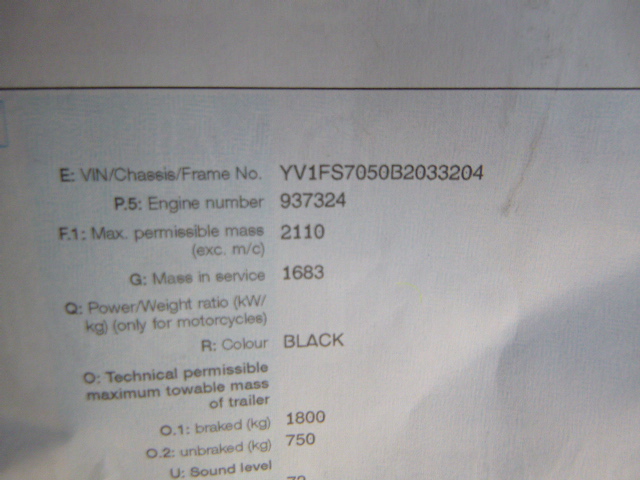 E: VIN/Chassis/Frame No. YV1FS7050B2033204
P.5: Engine number 937324
F.1: Max. permissible mass 2110
(exc. m/c)
G: Mass in service 1683
Q: Power/Weight ratio (kW/
kg) (only for motorcycles)
R: Colour BLACK
O: Technical permissible
maximum towable mass
of trailer
O.1: braked (kg) 1800
O.2: unbraked (kg) 750
U: Sound level